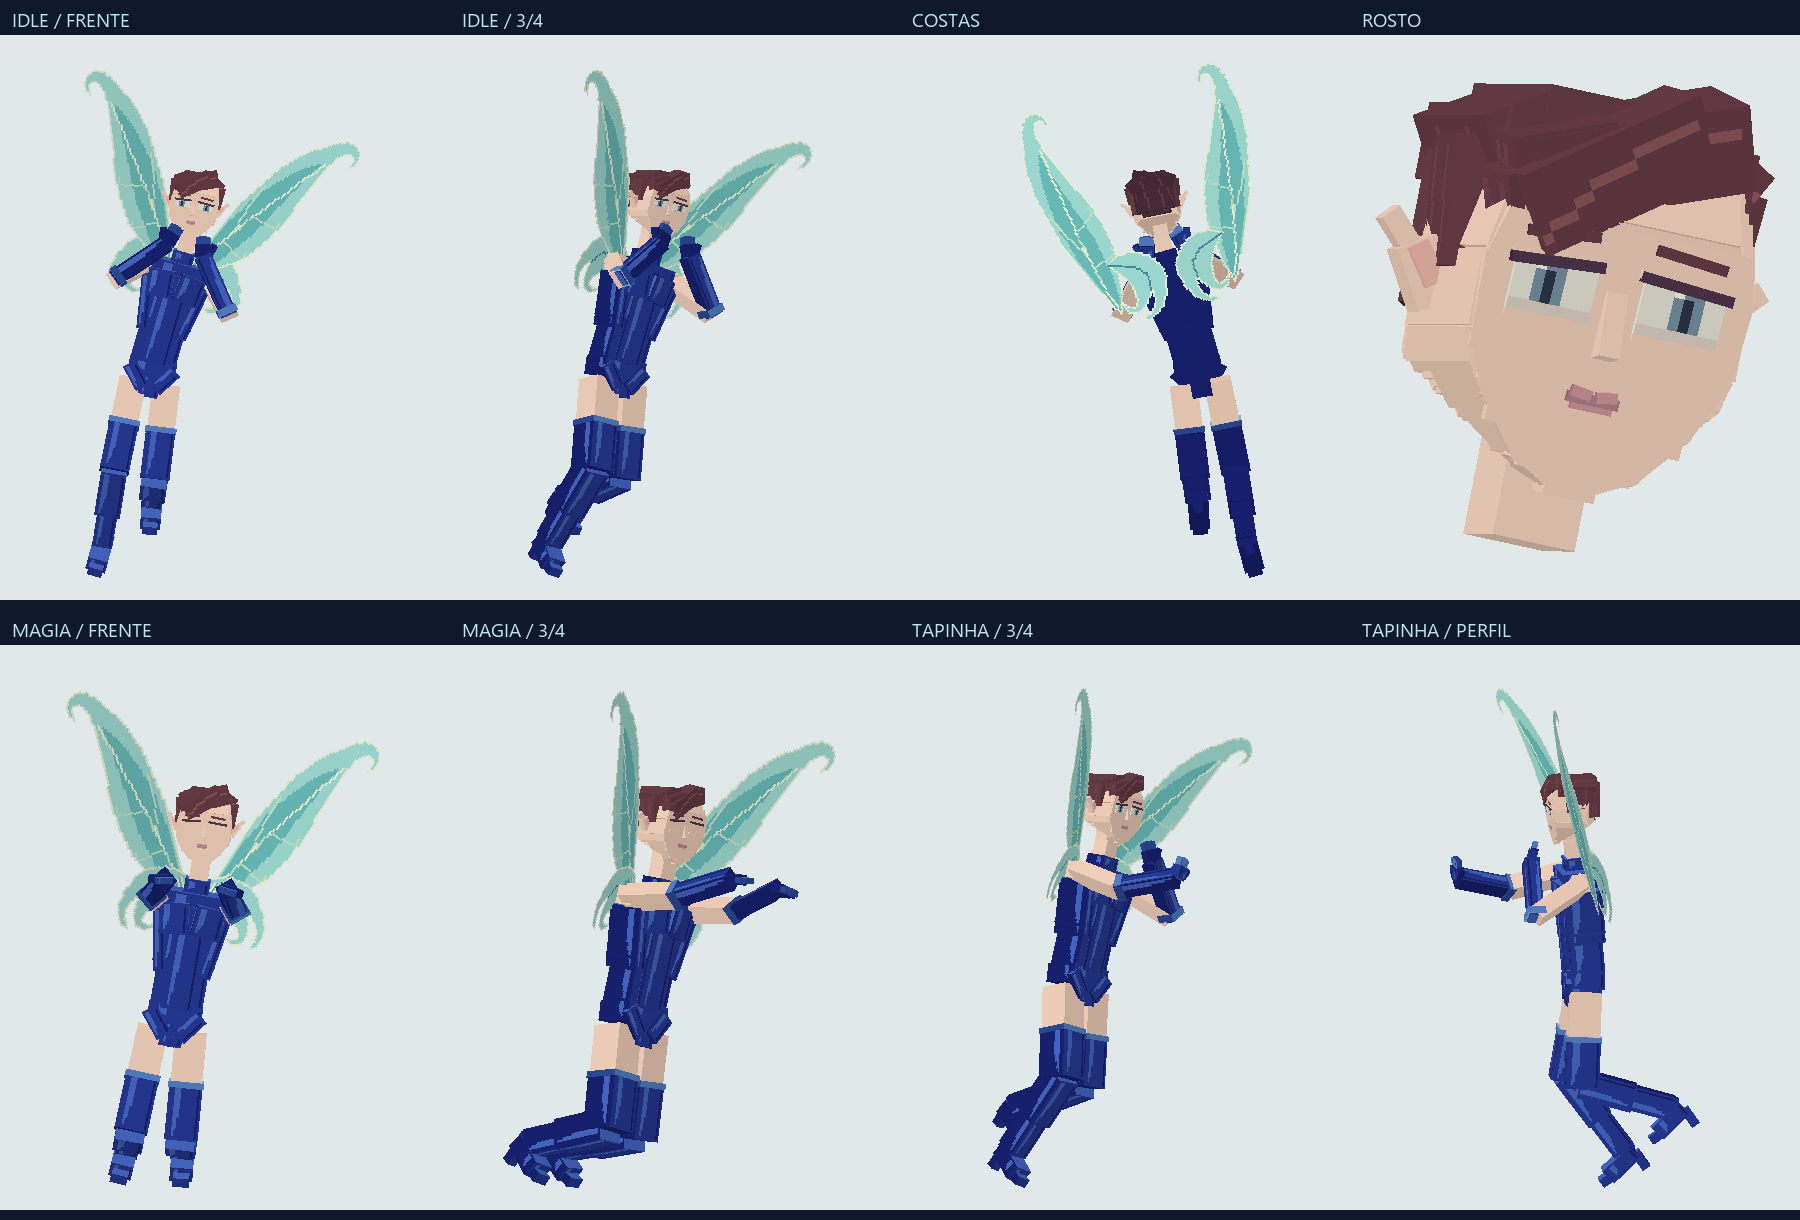 IDLE / FRENTE
IDLE / 3/4
COSTAS
ROSTO
MAGIA / FRENTE
MAGIA / 3/4
TAPINHA / 3/4
TAPINHA / PERFIL